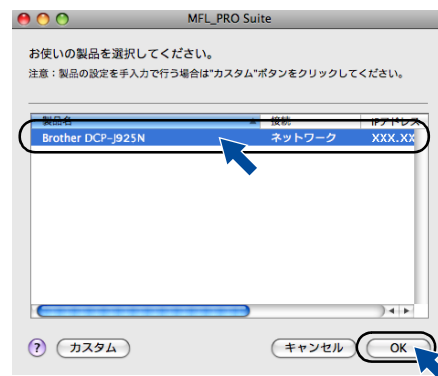 MFL_PRO Suite
お使いの製品を選択してください。
注意：製品の設定を手入力で行う場合は"カスタム"ボタンをクリックしてください。
製品名 接続 IPアドレス
Brother DCP-J925N ネットワーク XXX.XX
? カスタム キャンセル OK